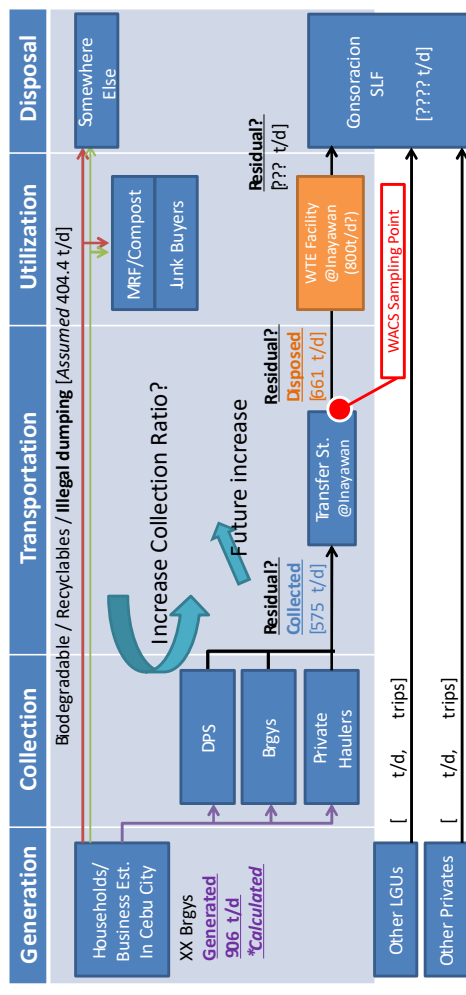 Generation
Collection
Transportation
Utilization
Disposal
Biodegradable / Recyclables / Illegal dumping [Assumed 404.4 t/d]
Households/
Business Est.
In Cebu City
XX Brgys
Generated
906 t/d
*Calculated
DPS
Brgys
Private
Haulers
Increase Collection Ratio?
Future increase
Residual?
Collected
[575 t/d]
Transfer St.
@Inayawan
Residual?
Disposed
[661 t/d]
WACS Sampling Point
MRF/Compost
Junk Buyers
WTE Facility
@Inayawan
(800t/d?)
Residual?
[??? t/d]
Somewhere
Else
Consoracion
SLF
[???? t/d]
Other LGUs
[ t/d, trips]
Other Privates
[ t/d, trips]